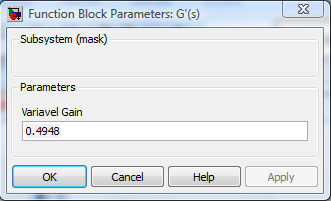 Function Block Parameters: G'(s)
Subsystem (mask)
Parameters
Variavel Gain
0.4948
OK Cancel Help Apply